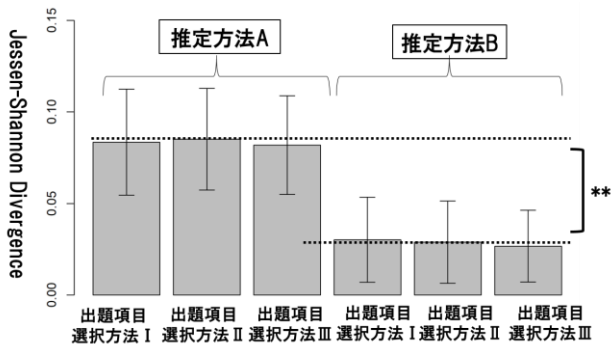 推定方法A
推定方法B
Jessen-Shannon Divergence
0.15
0.10
0.05
0.00
**
出題項目
選択方法Ⅰ
出題項目
選択方法Ⅱ
出題項目
選択方法Ⅲ
出題項目
選択方法Ⅰ
出題項目
選択方法Ⅱ
出題項目
選択方法Ⅲ